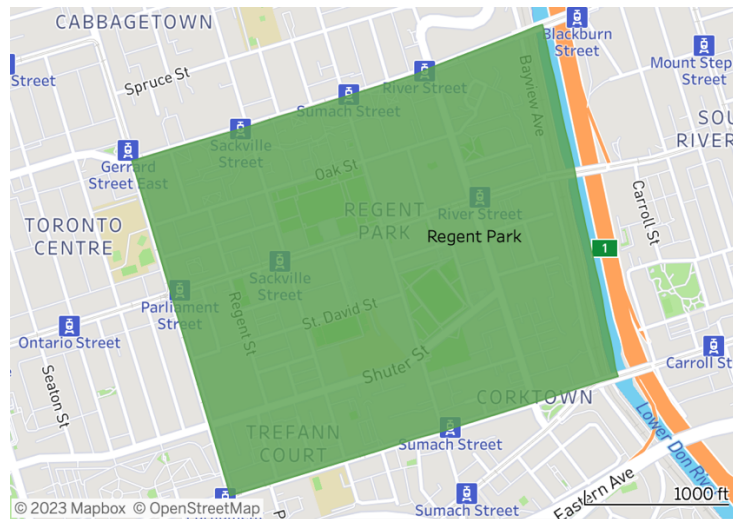 CABBAGETOWN
Blackburn
Street
Street
Spruce St
River Street
Mount Step
Street
Sumach Street
Bayview Ave
Sackville
Street
SOU
RIVER
Gerrard
Street East
Oak St
Carroll St
TORONTO
CENTRE
REGENT
PARK
River Street
Regent Park
1
Sackville
Street
Parliament
Street
Regent St
St. David St
Ontario Street
Shuter St
Carroll St
Seaton St
CORKTOWN
Lower Don Riv
TREFANN
COURT
Sumach Street
Eastern Ave
1000 ft
Sumach Street
© 2023 Mapbox © OpenStreetMap